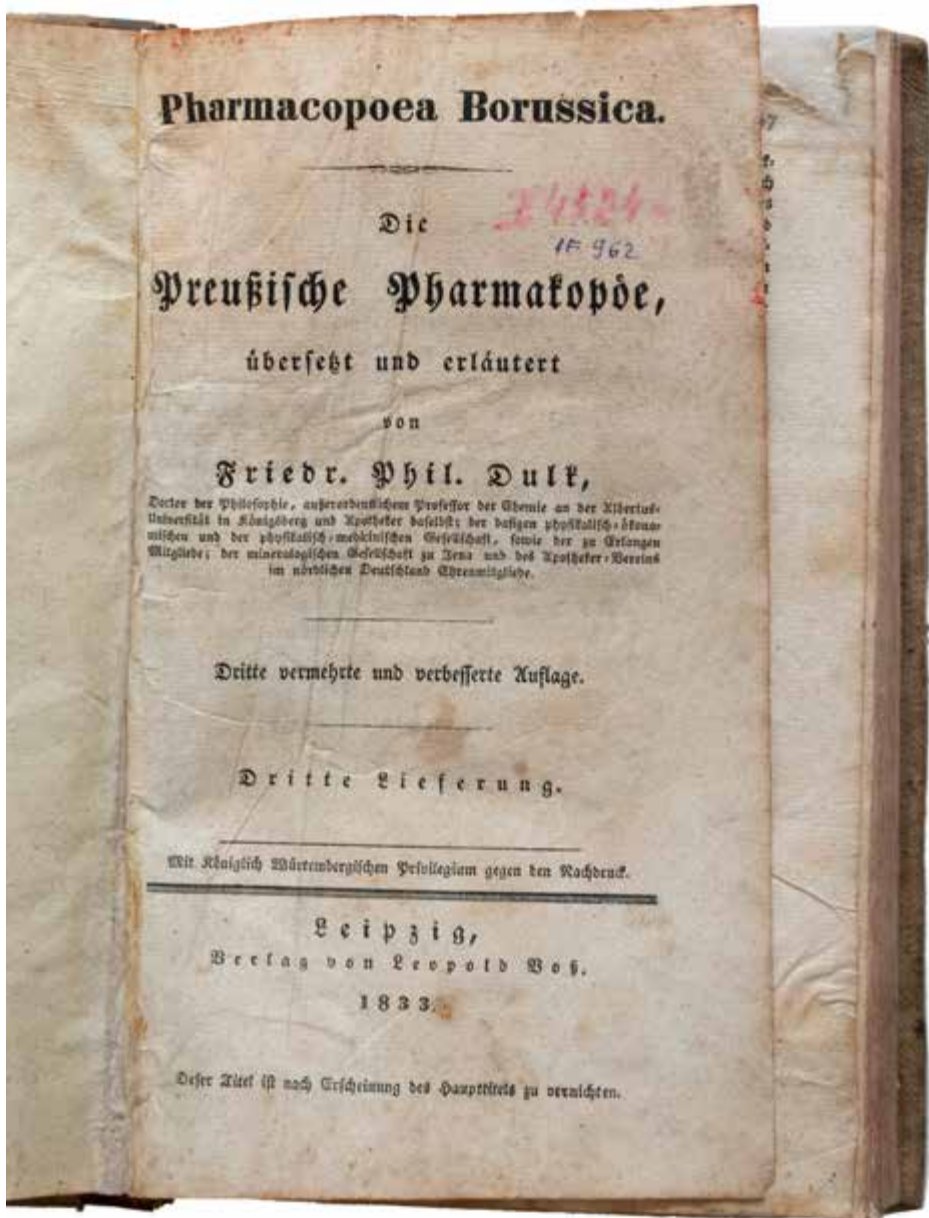 Pharmacopoea Borussica.
Die
Preußische Pharmakopöe,
übersetzt und erläutert
von
Friedr. Phil. Dulk,
Doctor der Philosophie, außerordentlichem Professor der Chemie an der Albertus-
Universität in Königsberg und Apotheker daselbst; der dasigen physikalisch-ökono-
mischen und der physikalisch-medicinischen Gesellschaft, sowie der zu Erlangen
Mitgliede; der mineralogischen Gesellschaft zu Jena und des Apotheker-Vereins
im nördlichen Deutschland Ehrenmitgliede.
Dritte vermehrte und verbesserte Auflage.
Dritte Lieferung.
Mit Königlich Würtembergischen Privilegium gegen den Nachdruck.
Leipzig,
Verlag von Leopold Voß.
1833.
Deser Titel ist nach Erscheinung des Haupttitels zu vernichten.
962